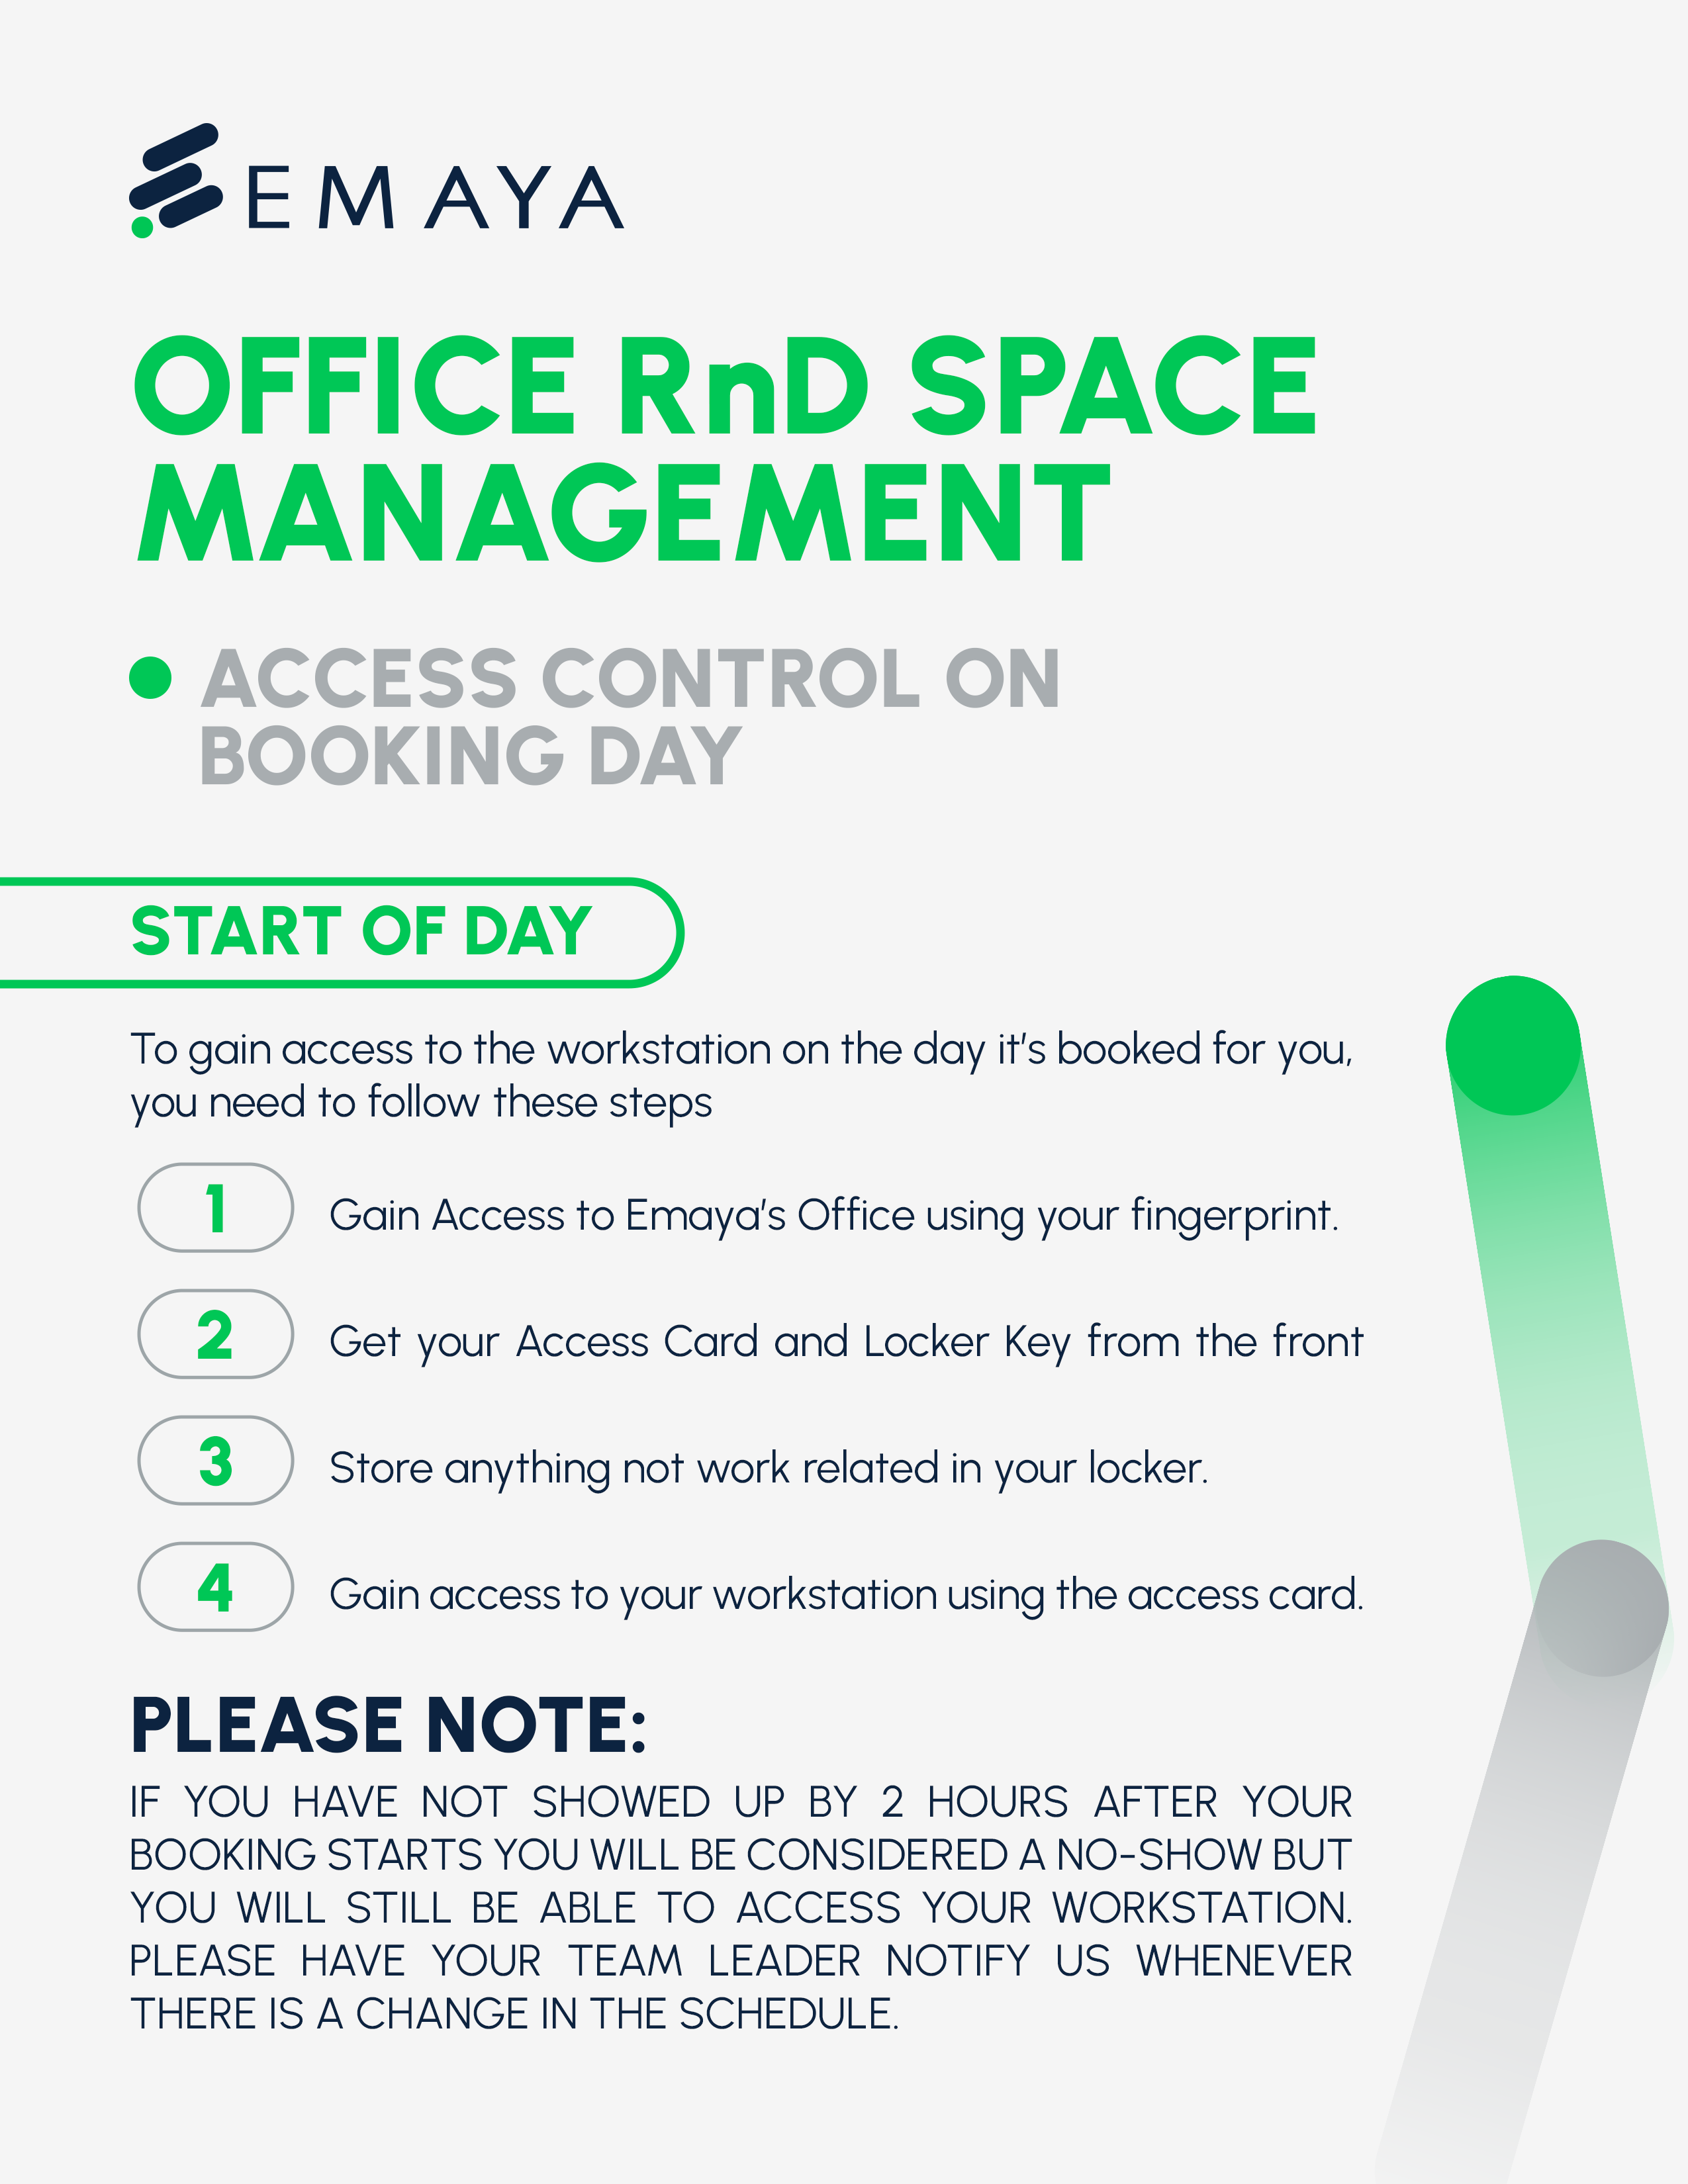 EMAYA
OFFICE RnD SPACE
MANAGEMENT
ACCESS CONTROL ON
BOOKING DAY
START OF DAY
To gain access to the workstation on the day it's booked for you,
you need to follow these steps
1 Gain Access to Emaya's Office using your fingerprint.
2 Get your Access Card and Locker Key from the front
3 Store anything not work related in your locker.
4 Gain access to your workstation using the access card.
PLEASE NOTE:
IF YOU HAVE NOT SHOWED UP BY 2 HOURS AFTER YOUR
BOOKING STARTS YOU WILL BE CONSIDERED A NO-SHOW BUT
YOU WILL STILL BE ABLE TO ACCESS YOUR WORKSTATION.
PLEASE HAVE YOUR TEAM LEADER NOTIFY US WHENEVER
THERE IS A CHANGE IN THE SCHEDULE.